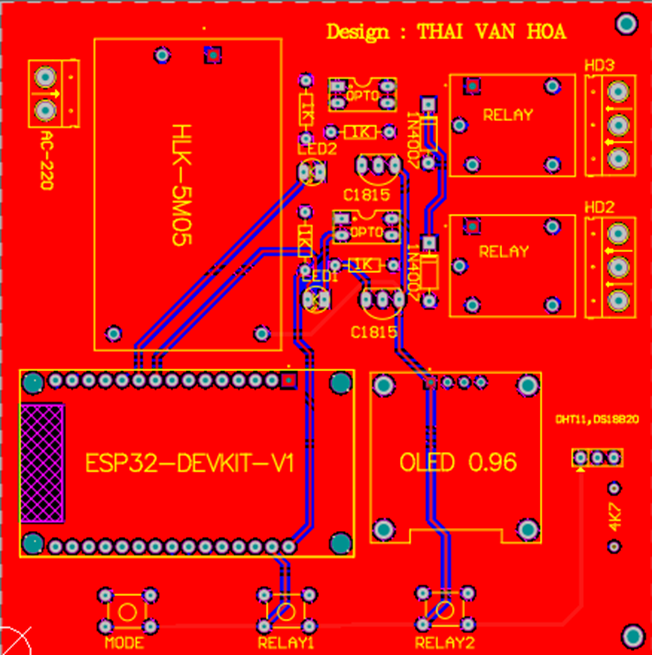 Design : THAI VAN HOA
HD3
OPTO
RELAY
1K
1N4007
1K
AC-220
HLK-5M05
LED2
C1815
HD2
OPTO
RELAY
1K
1K
1N4007
LED1
C1815
DHT11,DS18B20
ESP32-DEVKIT-V1
OLED 0.96
4K7
MODE
RELAY1
RELAY2